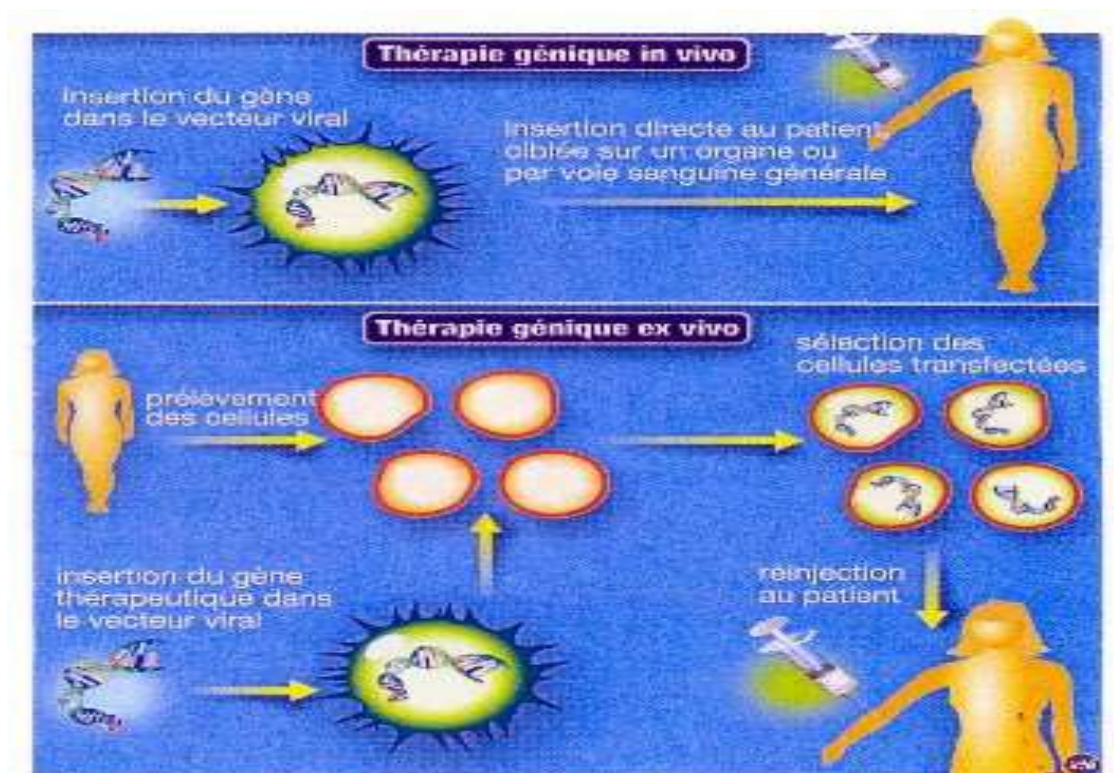 Thérapie génique in vivo
insertion du gène
dans le vecteur viral
insertion directe au patient
ciblée sur un organe ou
par voie sanguine générale
Thérapie génique ex vivo
prélèvement
des cellules
sélection des
cellules transfectées
insertion du gène
thérapeutique dans
le vecteur viral
réinjection
au patient